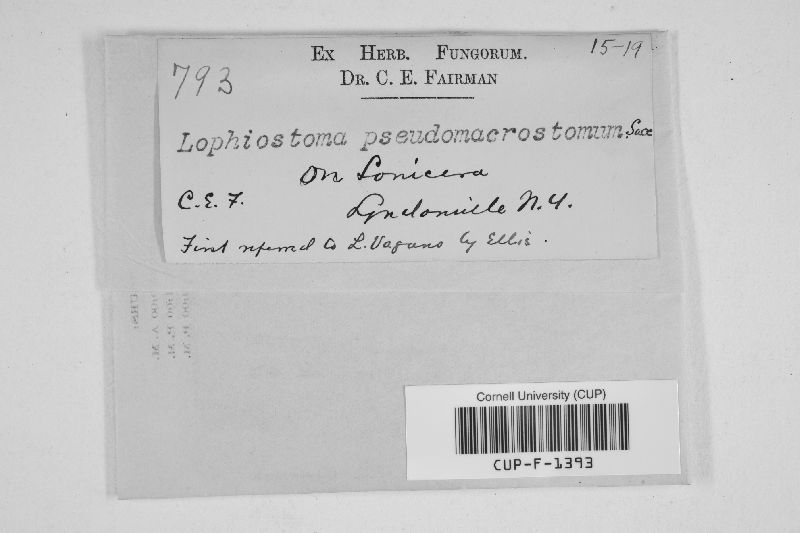 Ex Herb. Fungorum. 15-19
793
Dr. C. E. Fairman
Lophiostoma pseudomacrostomum Sacc
On Lonicera
C. E. F. Lyndonville N.Y.
First referred to L. Vagans by Ellis.
Cornell University (CUP)
CUP-F-1393